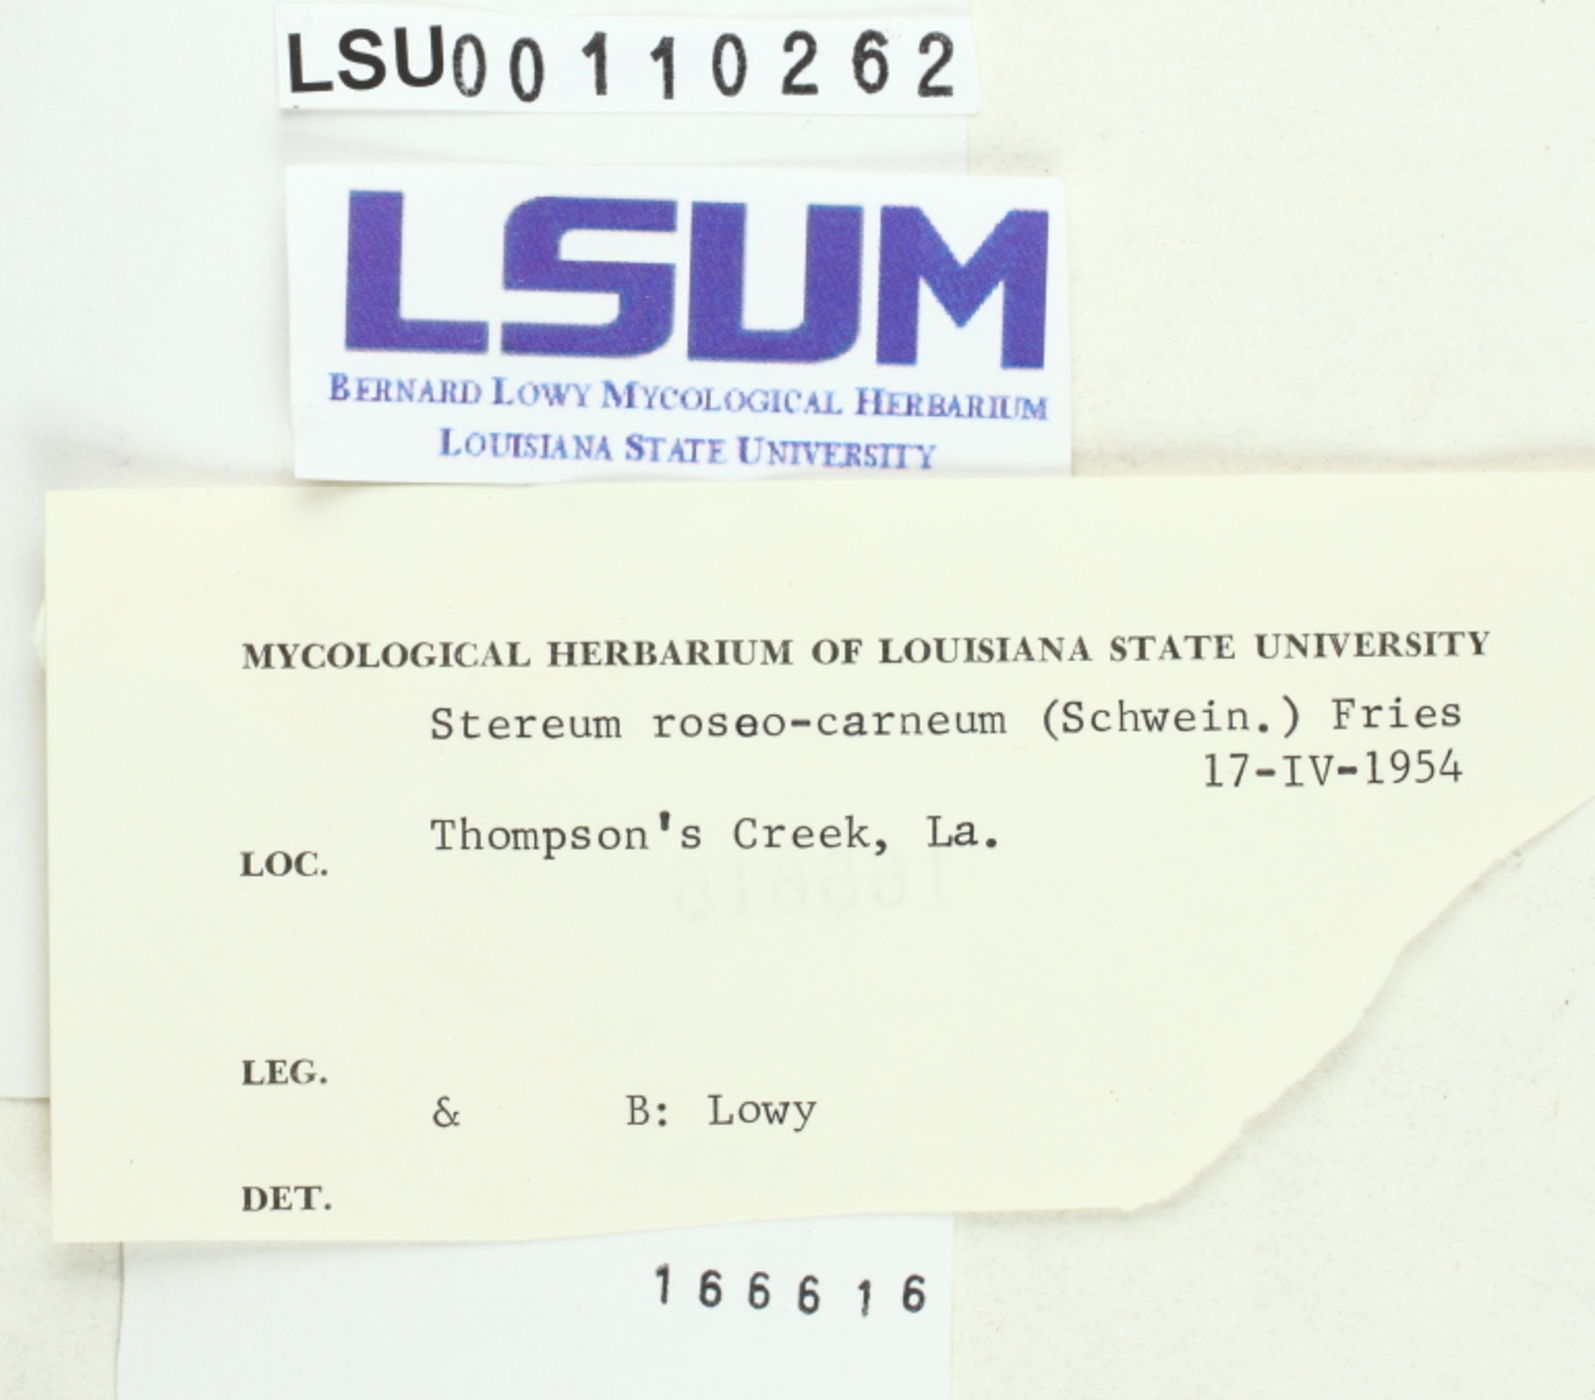 LSU00110262
LSUM
BERNARD LOWY MYCOLOGICAL HERBARIUM
LOUISIANA STATE UNIVERSITY
MYCOLOGICAL HERBARIUM OF LOUISIANA STATE UNIVERSITY
Stereum roseo-carneum (Schwein.) Fries
17-IV-1954
Thompson's Creek, La.
LOC.
166616
LEG.
& B: Lowy
DET.
166616